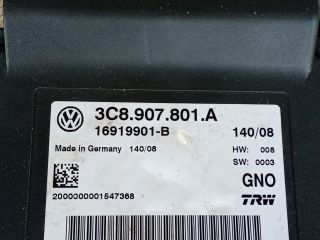 3C8.907.801.A
16919901-B 140/08
Made in Germany 140/08 HW: 008
SW: 0003
GNO
2000000001547368 TRW